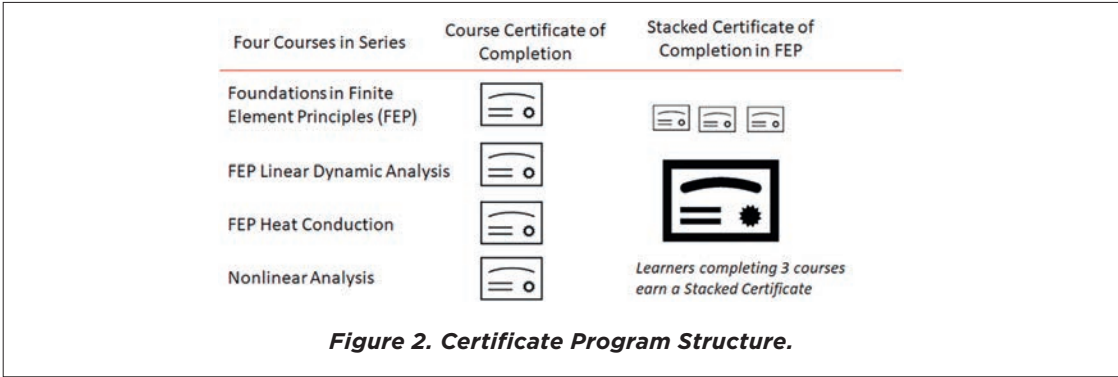 Four Courses in Series
Course Certificate of
Completion
Stacked Certificate of
Completion in FEP
Foundations in Finite
Element Principles (FEP)
FEP Linear Dynamic Analysis
FEP Heat Conduction
Nonlinear Analysis
Learners completing 3 courses
earn a Stacked Certificate
Figure 2. Certificate Program Structure.